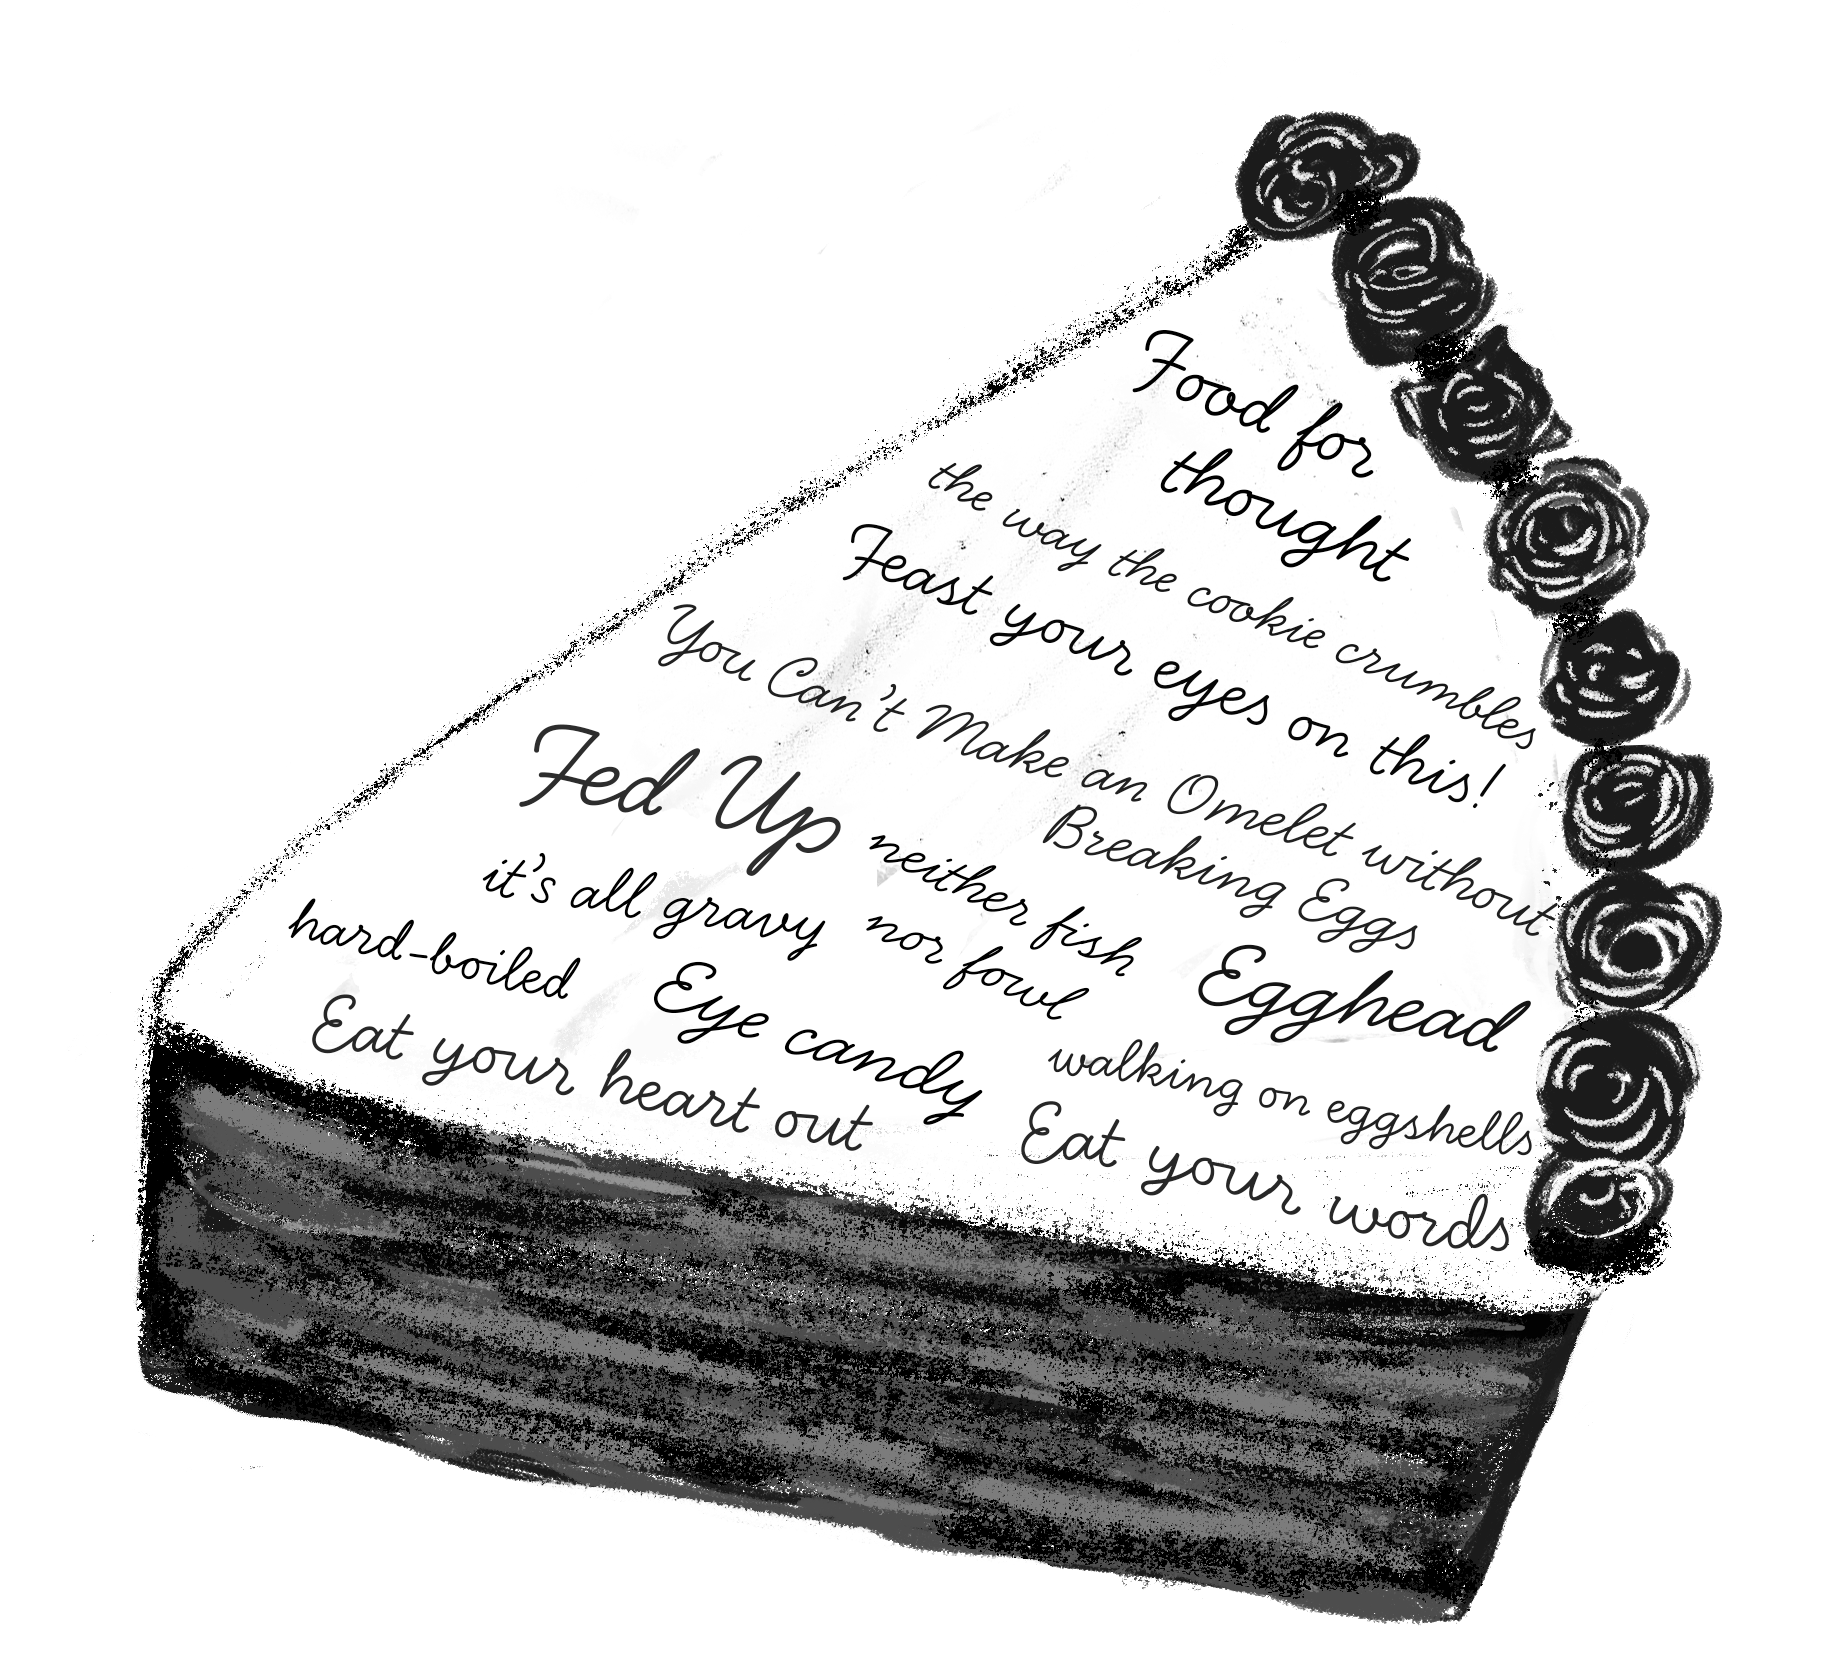 Food for
thought
the way the cookie crumbles
Feast your eyes on this!
You Can't Make an Omelet without
Breaking Eggs
Fed Up
neither fish
nor fowl
it's all gravy
Egghead
hard-boiled
Eye candy
walking on eggshells
Eat your heart out
Eat your words